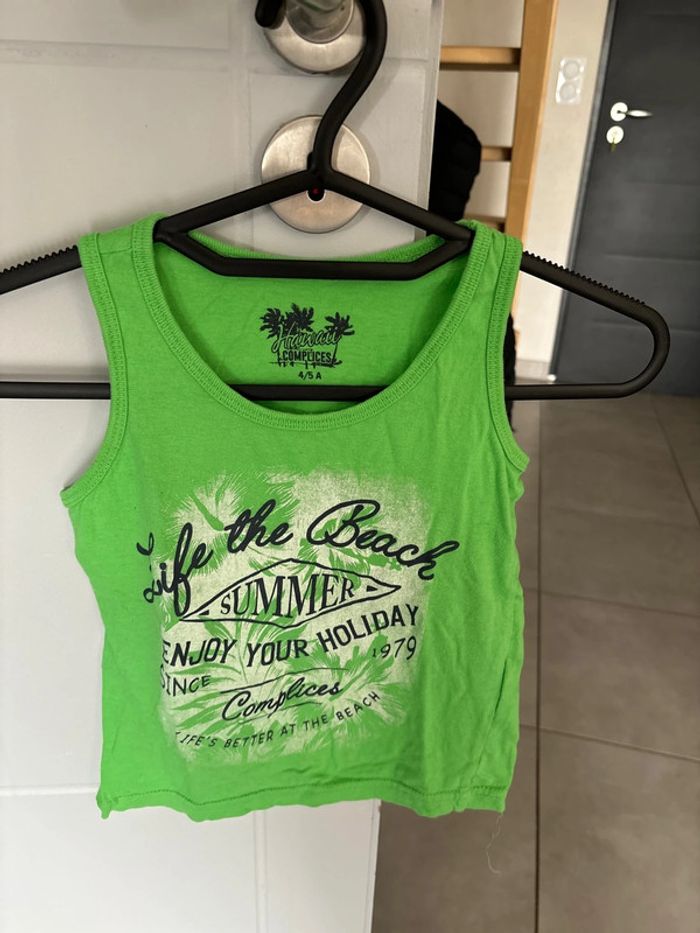 Hawaii
COMPLICES
4/5 A
Life the Beach
SUMMER
ENJOY YOUR HOLIDAY
SINCE 1979
Complices
LIFE'S BETTER AT THE BEACH